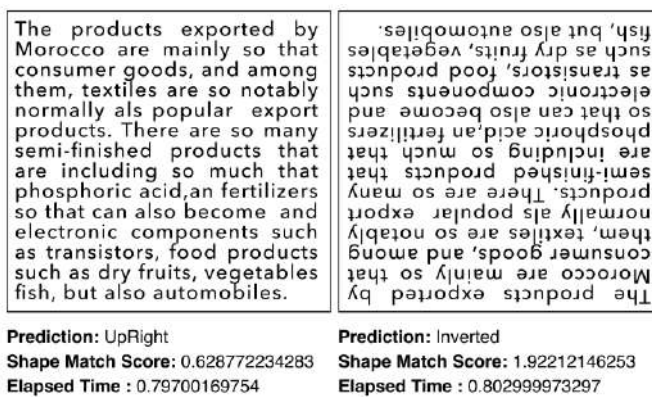 The products exported by
Morocco are mainly so that
consumer goods, and among
them, textiles are so notably
normally als popular export
products. There are so many
semi-finished products that
are including so much that
phosphoric acid,an fertilizers
so that can also become and
electronic components such
as transistors, food products
such as dry fruits, vegetables
fish, but also automobiles.
Prediction: UpRight
Shape Match Score: 0.628772234283
Elapsed Time : 0.79700169754
The products exported by
Morocco are mainly so that
consumer goods, and among
them, textiles are so notably
normally als popular export
products. There are so many
semi-finished products that
are including so much that
phosphoric acid,an fertilizers
so that can also become and
electronic components such
as transistors, food products
such as dry fruits, vegetables
fish, but also automobiles.
Prediction: Inverted
Shape Match Score: 1.92212146253
Elapsed Time : 0.802999973297